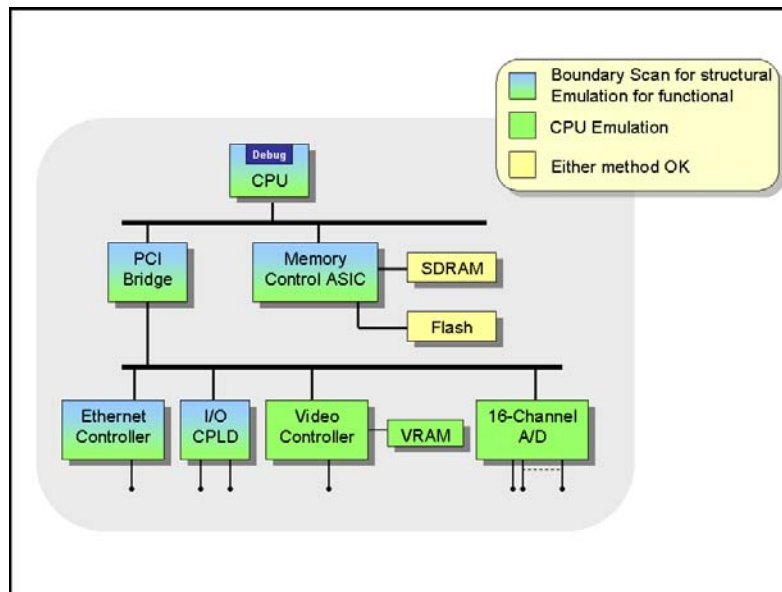 Boundary Scan for structural
Emulation for functional
CPU Emulation
Either method OK
Debug
CPU
PCI
Bridge
Memory
Control ASIC
SDRAM
Flash
Ethernet
Controller
I/O
CPLD
Video
Controller
VRAM
16-Channel
A/D